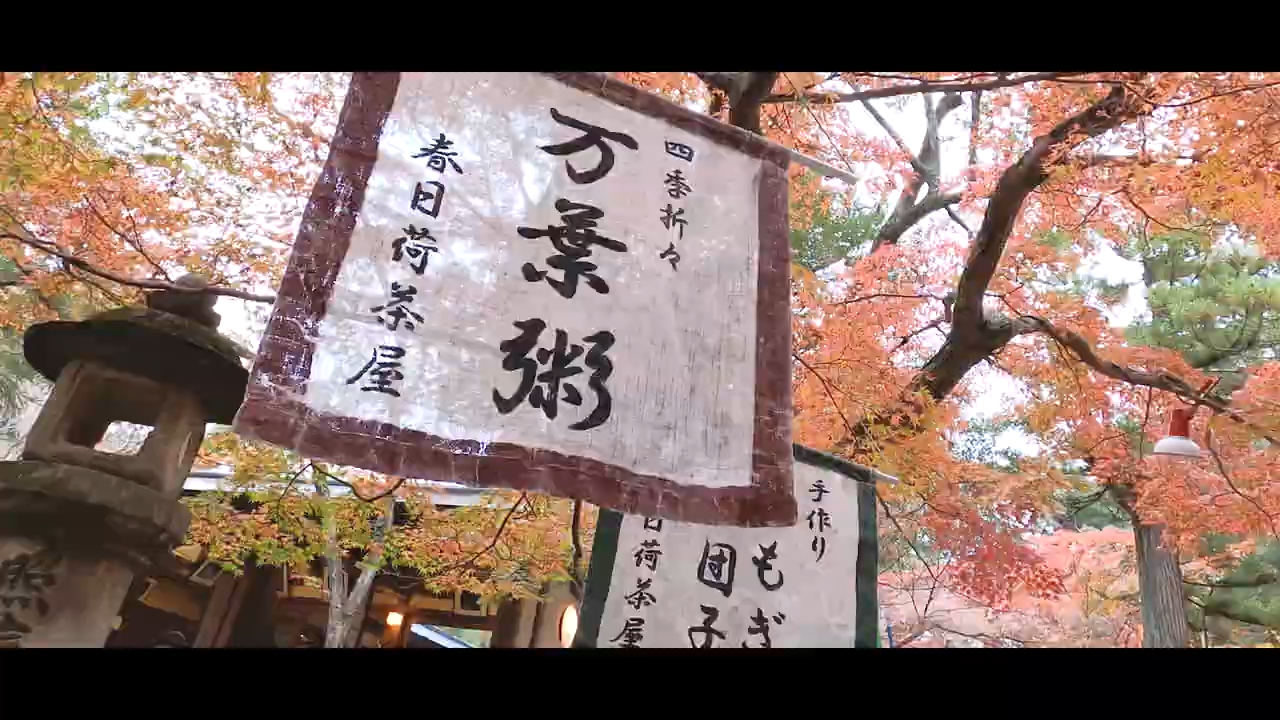 四季折々
万葉粥
春日荷茶屋
手作り
もぎ
団子
日荷茶屋